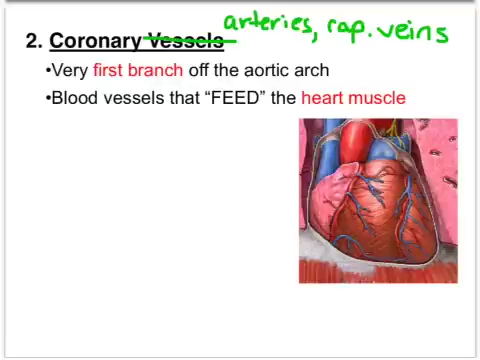 arteries, cap. veins
2. Coronary Vessels
•Very first branch off the aortic arch
•Blood vessels that “FEED” the heart muscle